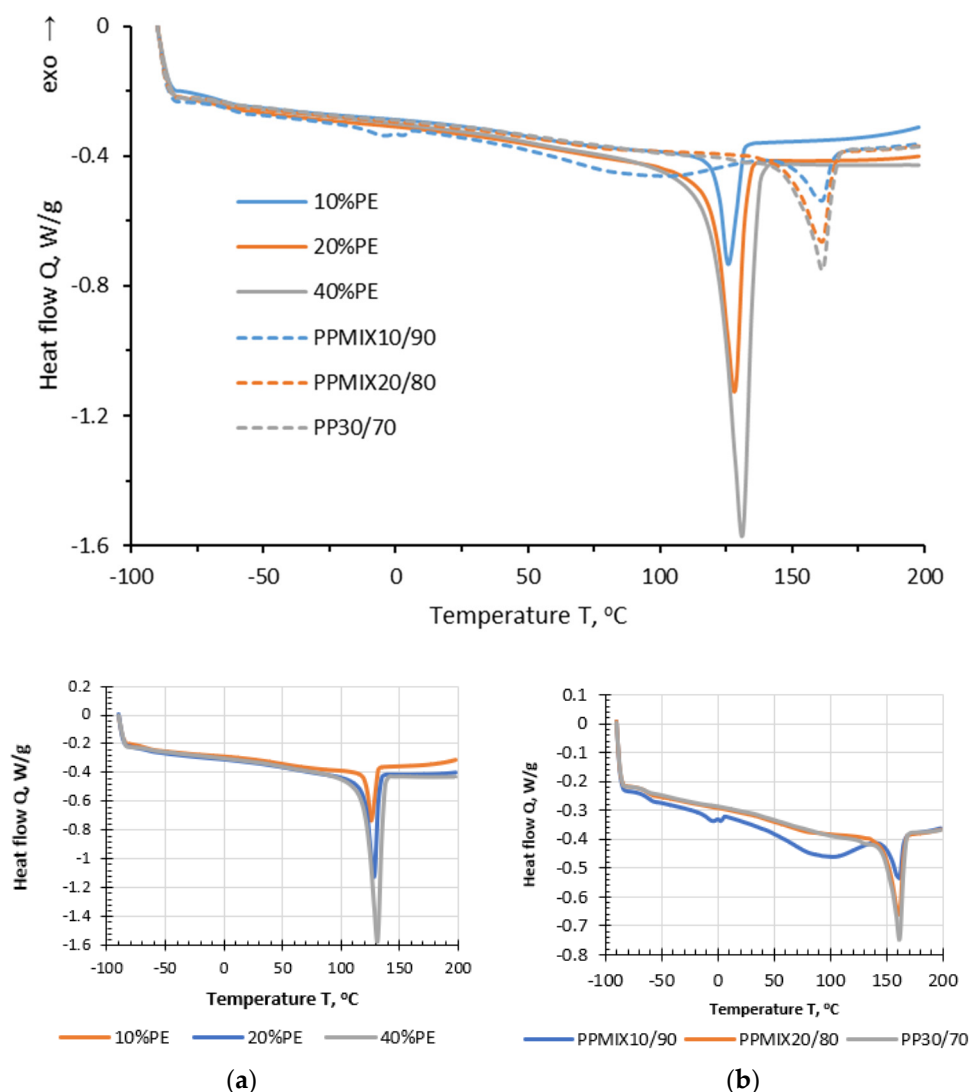 exo →
Heat flow Q, W/g
0
-0.4
-0.8
-1.2
-1.6
10%PE
20%PE
40%PE
PPMIX10/90
PPMIX20/80
PP30/70
-100 -50 0 50 100 150 200
Temperature T, °C
Heat flow Q, W/g
0.2
0
-0.2
-0.4
-0.6
-0.8
-1
-1.2
-1.4
-1.6
-100 -50 0 50 100 150 200
Temperature T, °C
10%PE 20%PE 40%PE
(a)
Heat flow Q, W/g
0.1
0
-0.1
-0.2
-0.3
-0.4
-0.5
-0.6
-0.7
-0.8
-100 -50 0 50 100 150 200
Temperature T, °C
PPMIX10/90 PPMIX20/80 PP30/70
(b)